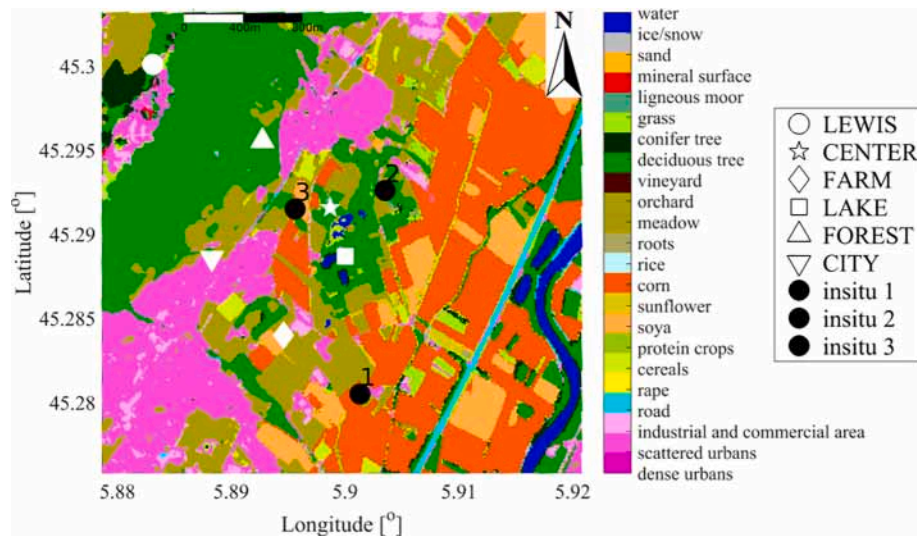 N
0 400m 800m
45.3
45.295
45.29
45.285
45.28
Latitude [°]
5.88 5.89 5.9 5.91 5.92
Longitude [°]
3
2
1
water
ice/snow
sand
mineral surface
ligneous moor
grass
conifer tree
deciduous tree
vineyard
orchard
meadow
roots
rice
corn
sunflower
soya
protein crops
cereals
rape
road
industrial and commercial area
scattered urbans
dense urbans
LEWIS
CENTER
FARM
LAKE
FOREST
CITY
insitu 1
insitu 2
insitu 3